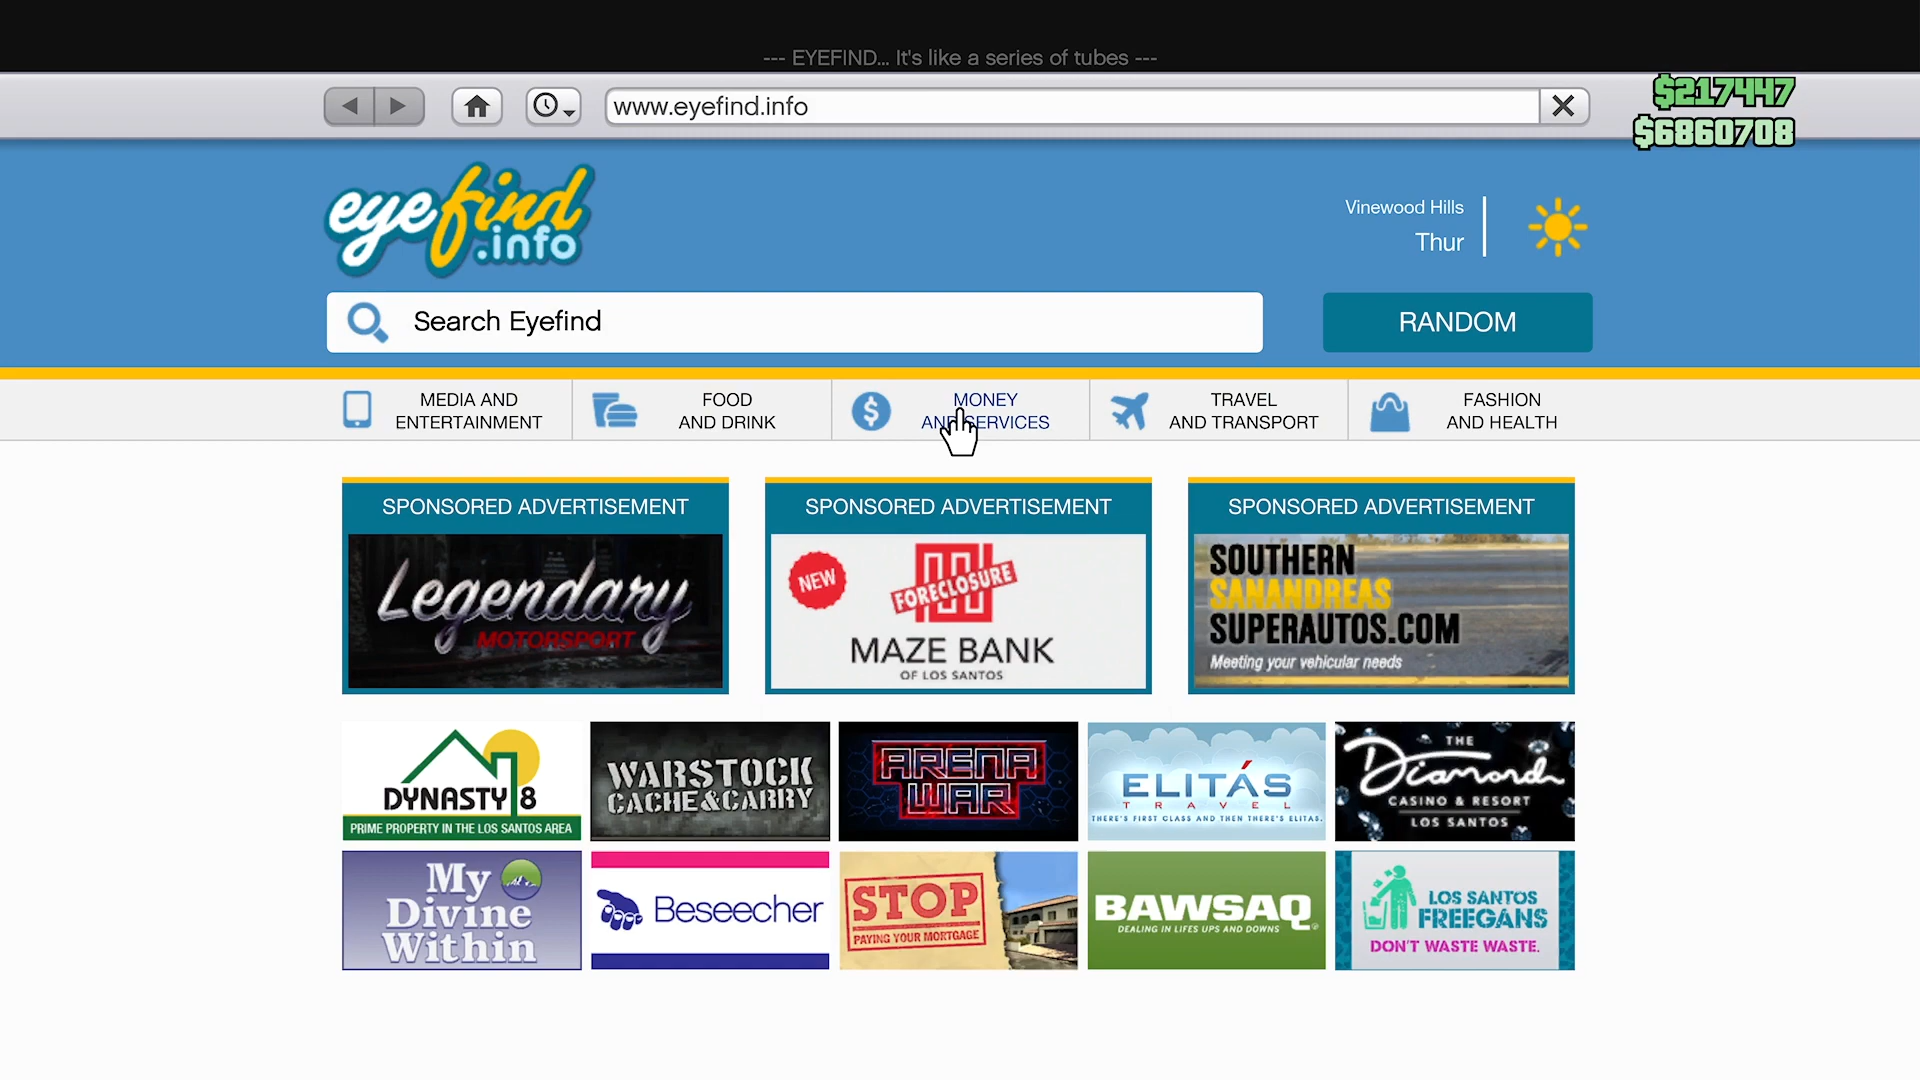 --- EYEFIND... It's like a series of tubes ---
www.eyefind.info
$217447
$6860708
eyefind
.info
Vinewood Hills
Thur
Search Eyefind
RANDOM
MEDIA AND
ENTERTAINMENT
FOOD
AND DRINK
MONEY
AND SERVICES
TRAVEL
AND TRANSPORT
FASHION
AND HEALTH
SPONSORED ADVERTISEMENT
Legendary
MOTORSPORT
SPONSORED ADVERTISEMENT
NEW
FORECLOSURE
MAZE BANK
OF LOS SANTOS
SPONSORED ADVERTISEMENT
SOUTHERN
SANANDREAS
SUPERAUTOS.COM
Meeting your vehicular needs
DYNASTY 8
PRIME PROPERTY IN THE LOS SANTOS AREA
WARSTOCK
CACHE&CARRY
ARENA
WAR
ELITÁS
TRAVEL
THERE'S FIRST CLASS AND THEN THERE'S ELITAS.
THE
Diamond
CASINO & RESORT
LOS SANTOS
My
Divine
Within
Beseecher
STOP
PAYING YOUR MORTGAGE
BAWSAQ
DEALING IN LIFES UPS AND DOWNS
LOS SANTOS
FREEGANS
DON'T WASTE WASTE.